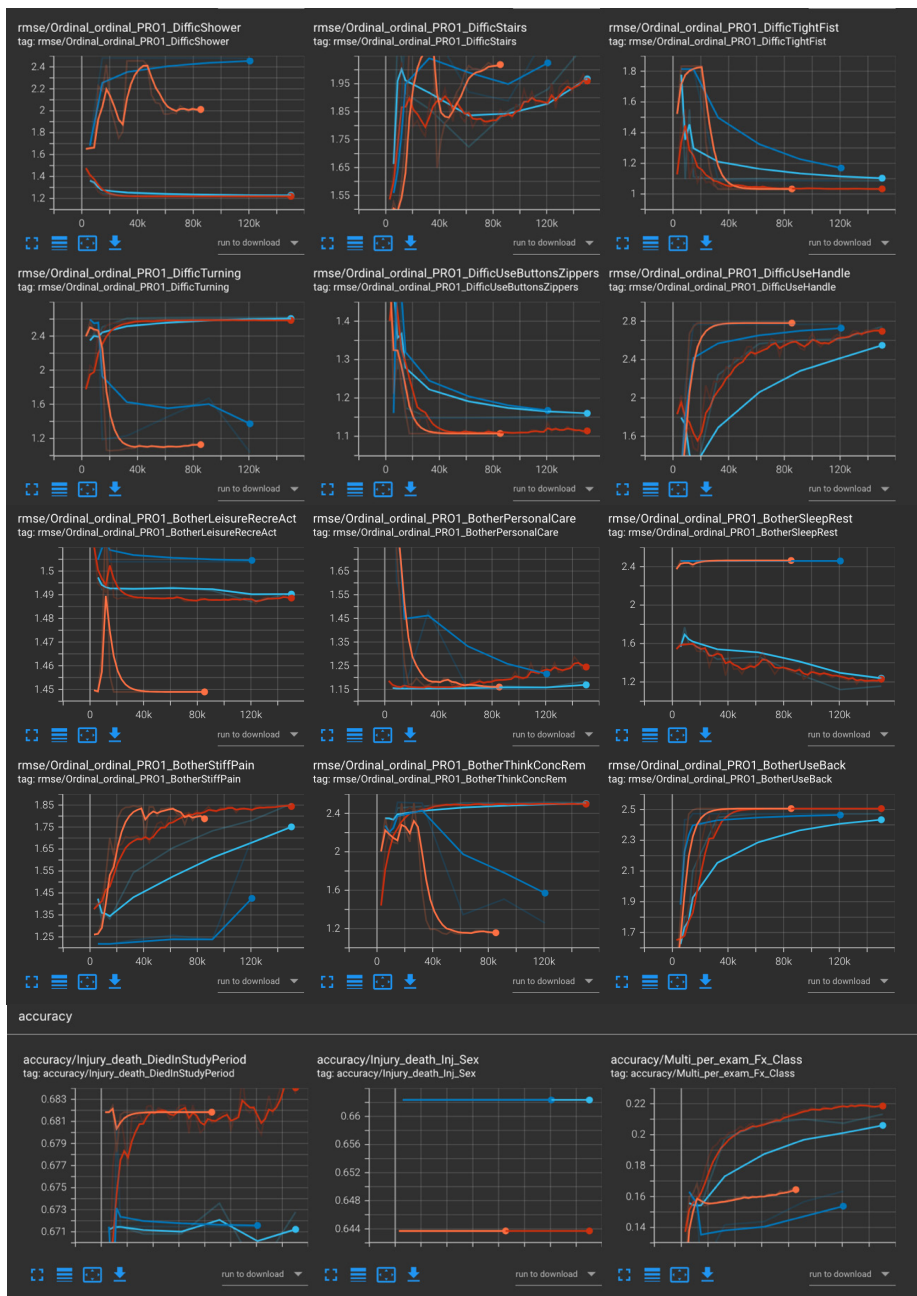 rmse/Ordinal_ordinal_PRO1_DifficShower
tag: rmse/Ordinal_ordinal_PRO1_DifficShower
2.4
2.2
2
1.8
1.6
1.4
1.2
0 40k 80k 120k
run to download
rmse/Ordinal_ordinal_PRO1_DifficStairs
tag: rmse/Ordinal_ordinal_PRO1_DifficStairs
1.95
1.85
1.75
1.65
1.55
0 40k 80k 120k
run to download
rmse/Ordinal_ordinal_PRO1_DifficTightFist
tag: rmse/Ordinal_ordinal_PRO1_DifficTightFist
1.8
1.6
1.4
1.2
1
0 40k 80k 120k
run to download
rmse/Ordinal_ordinal_PRO1_DifficTurning
tag: rmse/Ordinal_ordinal_PRO1_DifficTurning
2.4
2
1.6
1.2
0 40k 80k 120k
run to download
rmse/Ordinal_ordinal_PRO1_DifficUseButtonsZippers
tag: rmse/Ordinal_ordinal_PRO1_DifficUseButtonsZippers
1.4
1.3
1.2
1.1
0 40k 80k 120k
run to download
rmse/Ordinal_ordinal_PRO1_DifficUseHandle
tag: rmse/Ordinal_ordinal_PRO1_DifficUseHandle
2.8
2.4
2
1.6
0 40k 80k 120k
run to download
rmse/Ordinal_ordinal_PRO1_BotherLeisureRecreAct
tag: rmse/Ordinal_ordinal_PRO1_BotherLeisureRecreAct
1.5
1.49
1.48
1.47
1.46
1.45
0 40k 80k 120k
run to download
rmse/Ordinal_ordinal_PRO1_BotherPersonalCare
tag: rmse/Ordinal_ordinal_PRO1_BotherPersonalCare
1.65
1.55
1.45
1.35
1.25
1.15
0 40k 80k 120k
run to download
rmse/Ordinal_ordinal_PRO1_BotherSleepRest
tag: rmse/Ordinal_ordinal_PRO1_BotherSleepRest
2.4
2
1.6
1.2
0 40k 80k 120k
run to download
rmse/Ordinal_ordinal_PRO1_BotherStiffPain
tag: rmse/Ordinal_ordinal_PRO1_BotherStiffPain
1.85
1.75
1.65
1.55
1.45
1.35
1.25
0 40k 80k 120k
run to download
rmse/Ordinal_ordinal_PRO1_BotherThinkConcRem
tag: rmse/Ordinal_ordinal_PRO1_BotherThinkConcRem
2.4
2
1.6
1.2
0 40k 80k 120k
run to download
rmse/Ordinal_ordinal_PRO1_BotherUseBack
tag: rmse/Ordinal_ordinal_PRO1_BotherUseBack
2.5
2.3
2.1
1.9
1.7
0 40k 80k 120k
run to download
accuracy
accuracy/Injury_death_DiedInStudyPeriod
tag: accuracy/Injury_death_DiedInStudyPeriod
0.683
0.681
0.679
0.677
0.675
0.673
0.671
run to download
accuracy/Injury_death_Inj_Sex
tag: accuracy/Injury_death_Inj_Sex
0.66
0.656
0.652
0.648
0.644
run to download
accuracy/Multi_per_exam_Fx_Class
tag: accuracy/Multi_per_exam_Fx_Class
0.22
0.2
0.18
0.16
0.14
run to download